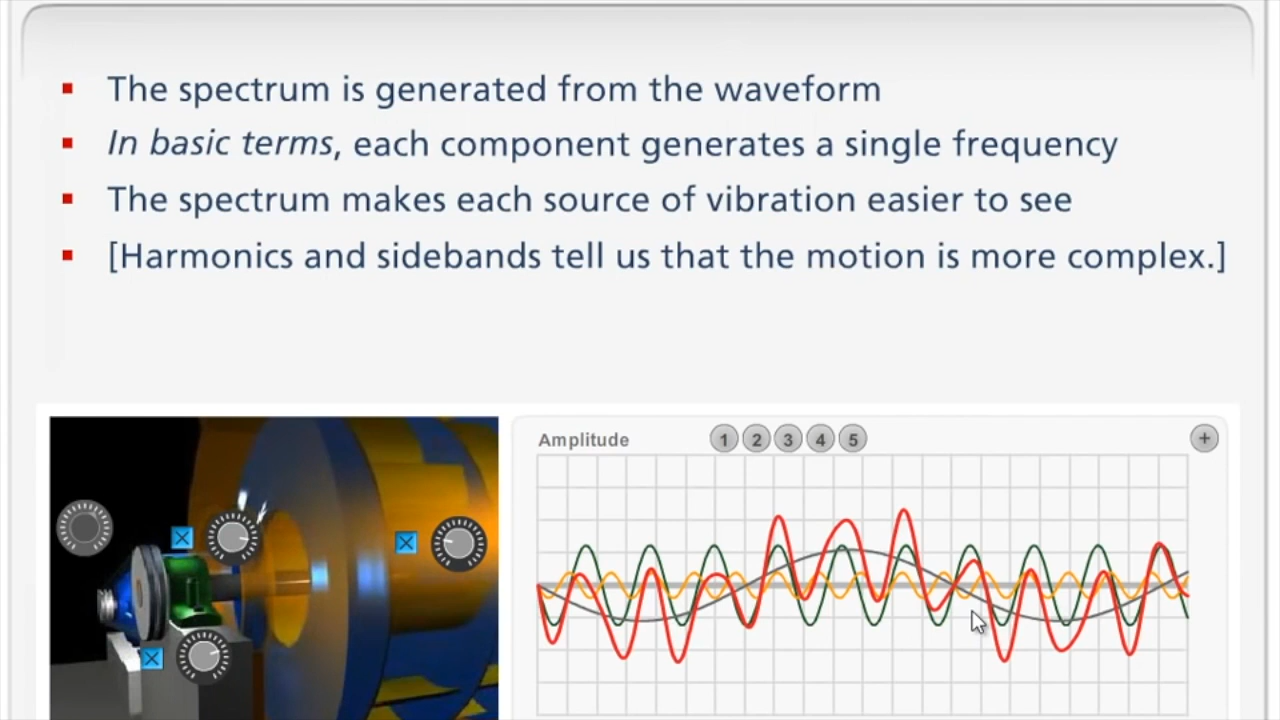 The spectrum is generated from the waveform
In basic terms, each component generates a single frequency
The spectrum makes each source of vibration easier to see
[Harmonics and sidebands tell us that the motion is more complex.]
Amplitude 1 2 3 4 5 +